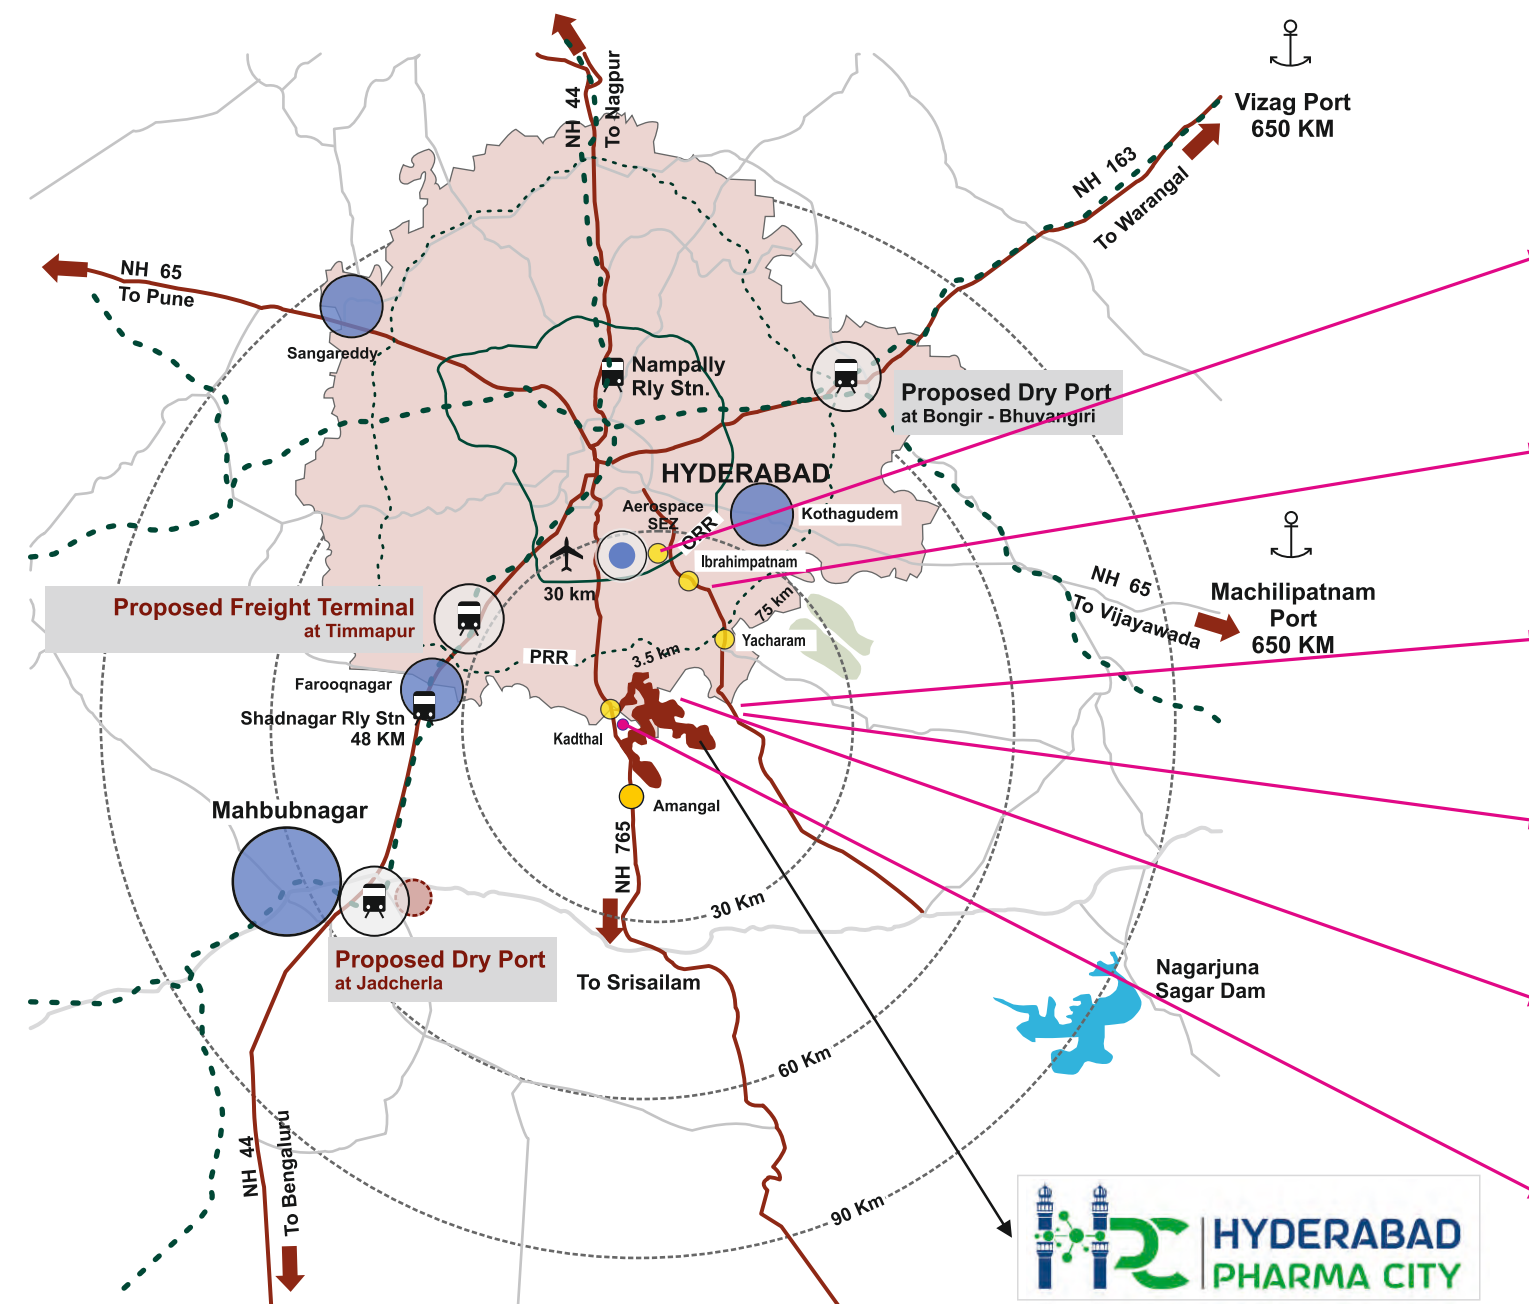 NH 44
To Nagpur
Vizag Port
650 KM
NH 163
To Warangal
NH 65
To Pune
Sangareddy
Nampally
Rly Stn.
Proposed Dry Port
at Bongir - Bhuvangiri
HYDERABAD
Aerospace
SEZ
ORR
Kothagudem
Ibrahimpatnam
30 km
75 km
NH 65
To Vijayawada
Machilipatnam
Port
650 KM
Proposed Freight Terminal
at Timmapur
Yacharam
PRR
3.5 km
Farooqnagar
Shadnagar Rly Stn
48 KM
Kadthal
Amangal
Mahbubnagar
NH 765
30 Km
Proposed Dry Port
at Jadcherla
To Srisailam
Nagarjuna
Sagar Dam
60 Km
NH 44
To Bengaluru
90 Km
HPC
HYDERABAD
PHARMA CITY